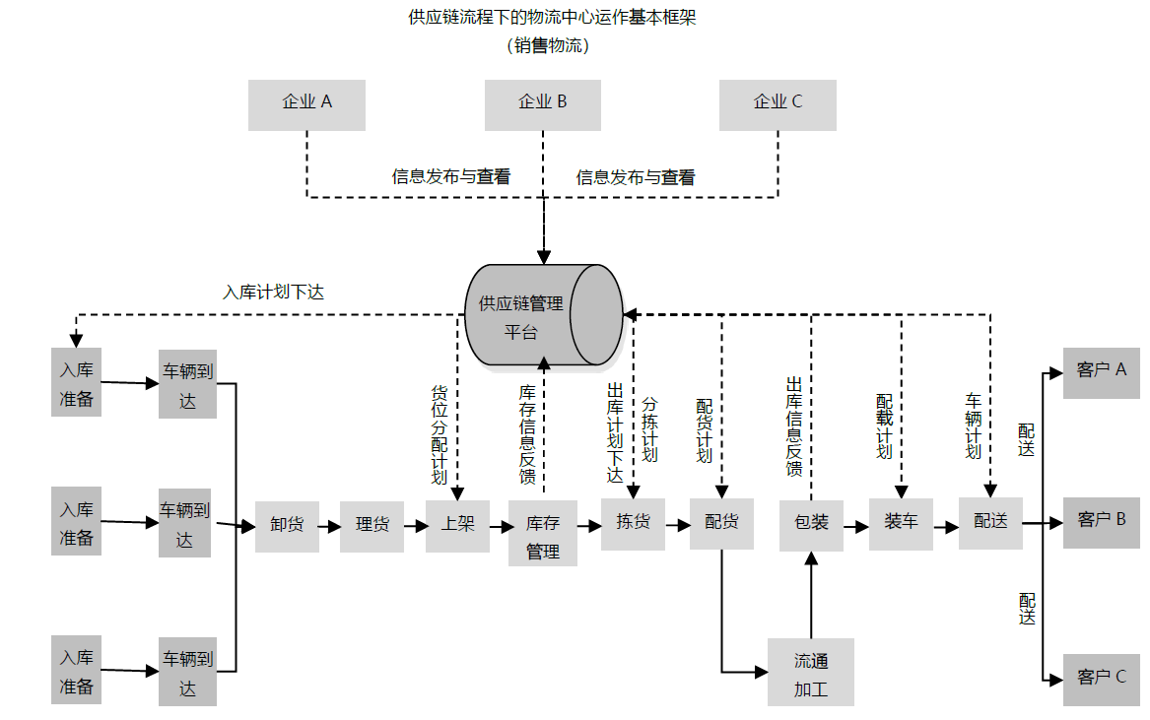 供应链流程下的物流中心运作基本框架
（销售物流）
企业 A
企业 B
企业 C
信息发布与查看
信息发布与查看
供应链管理
平台
入库计划下达
入库
准备
车辆到
达
货位分配计划
库存信息反馈
出库计划下达
分拣计划
配货计划
出库信息反馈
配载计划
车辆计划
配送
客户 A
入库
准备
车辆到
达
卸货
理货
上架
库存
管理
拣货
配货
包装
装车
配送
客户 B
入库
准备
车辆到
达
流通
加工
配送
客户 C